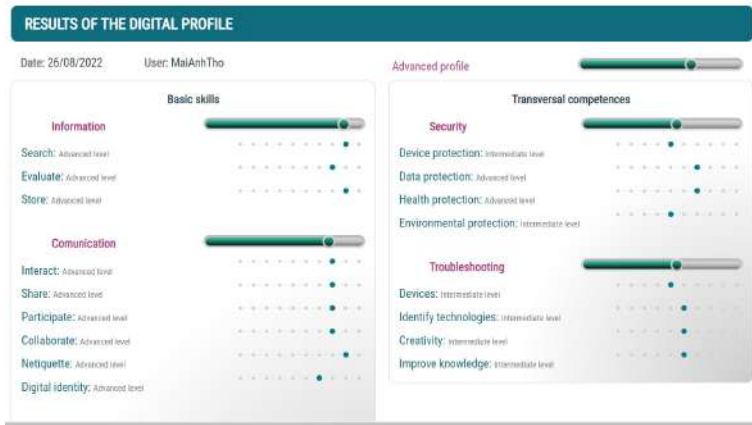 RESULTS OF THE DIGITAL PROFILE
Date: 26/08/2022 User: MaiAnhTho
Advanced profile
Basic skills
Information
Search: Advanced level
Evaluate: Advanced level
Store: Advanced level
Comunication
Interact: Advanced level
Share: Advanced level
Participate: Advanced level
Collaborate: Advanced level
Netiquette: Advanced level
Digital identity: Advanced level
Transversal competences
Security
Device protection: Intermediate level
Data protection: Advanced level
Health protection: Advanced level
Environmental protection: Intermediate level
Troubleshooting
Devices: Intermediate level
Identify technologies: Intermediate level
Creativity: Intermediate level
Improve knowledge: Intermediate level